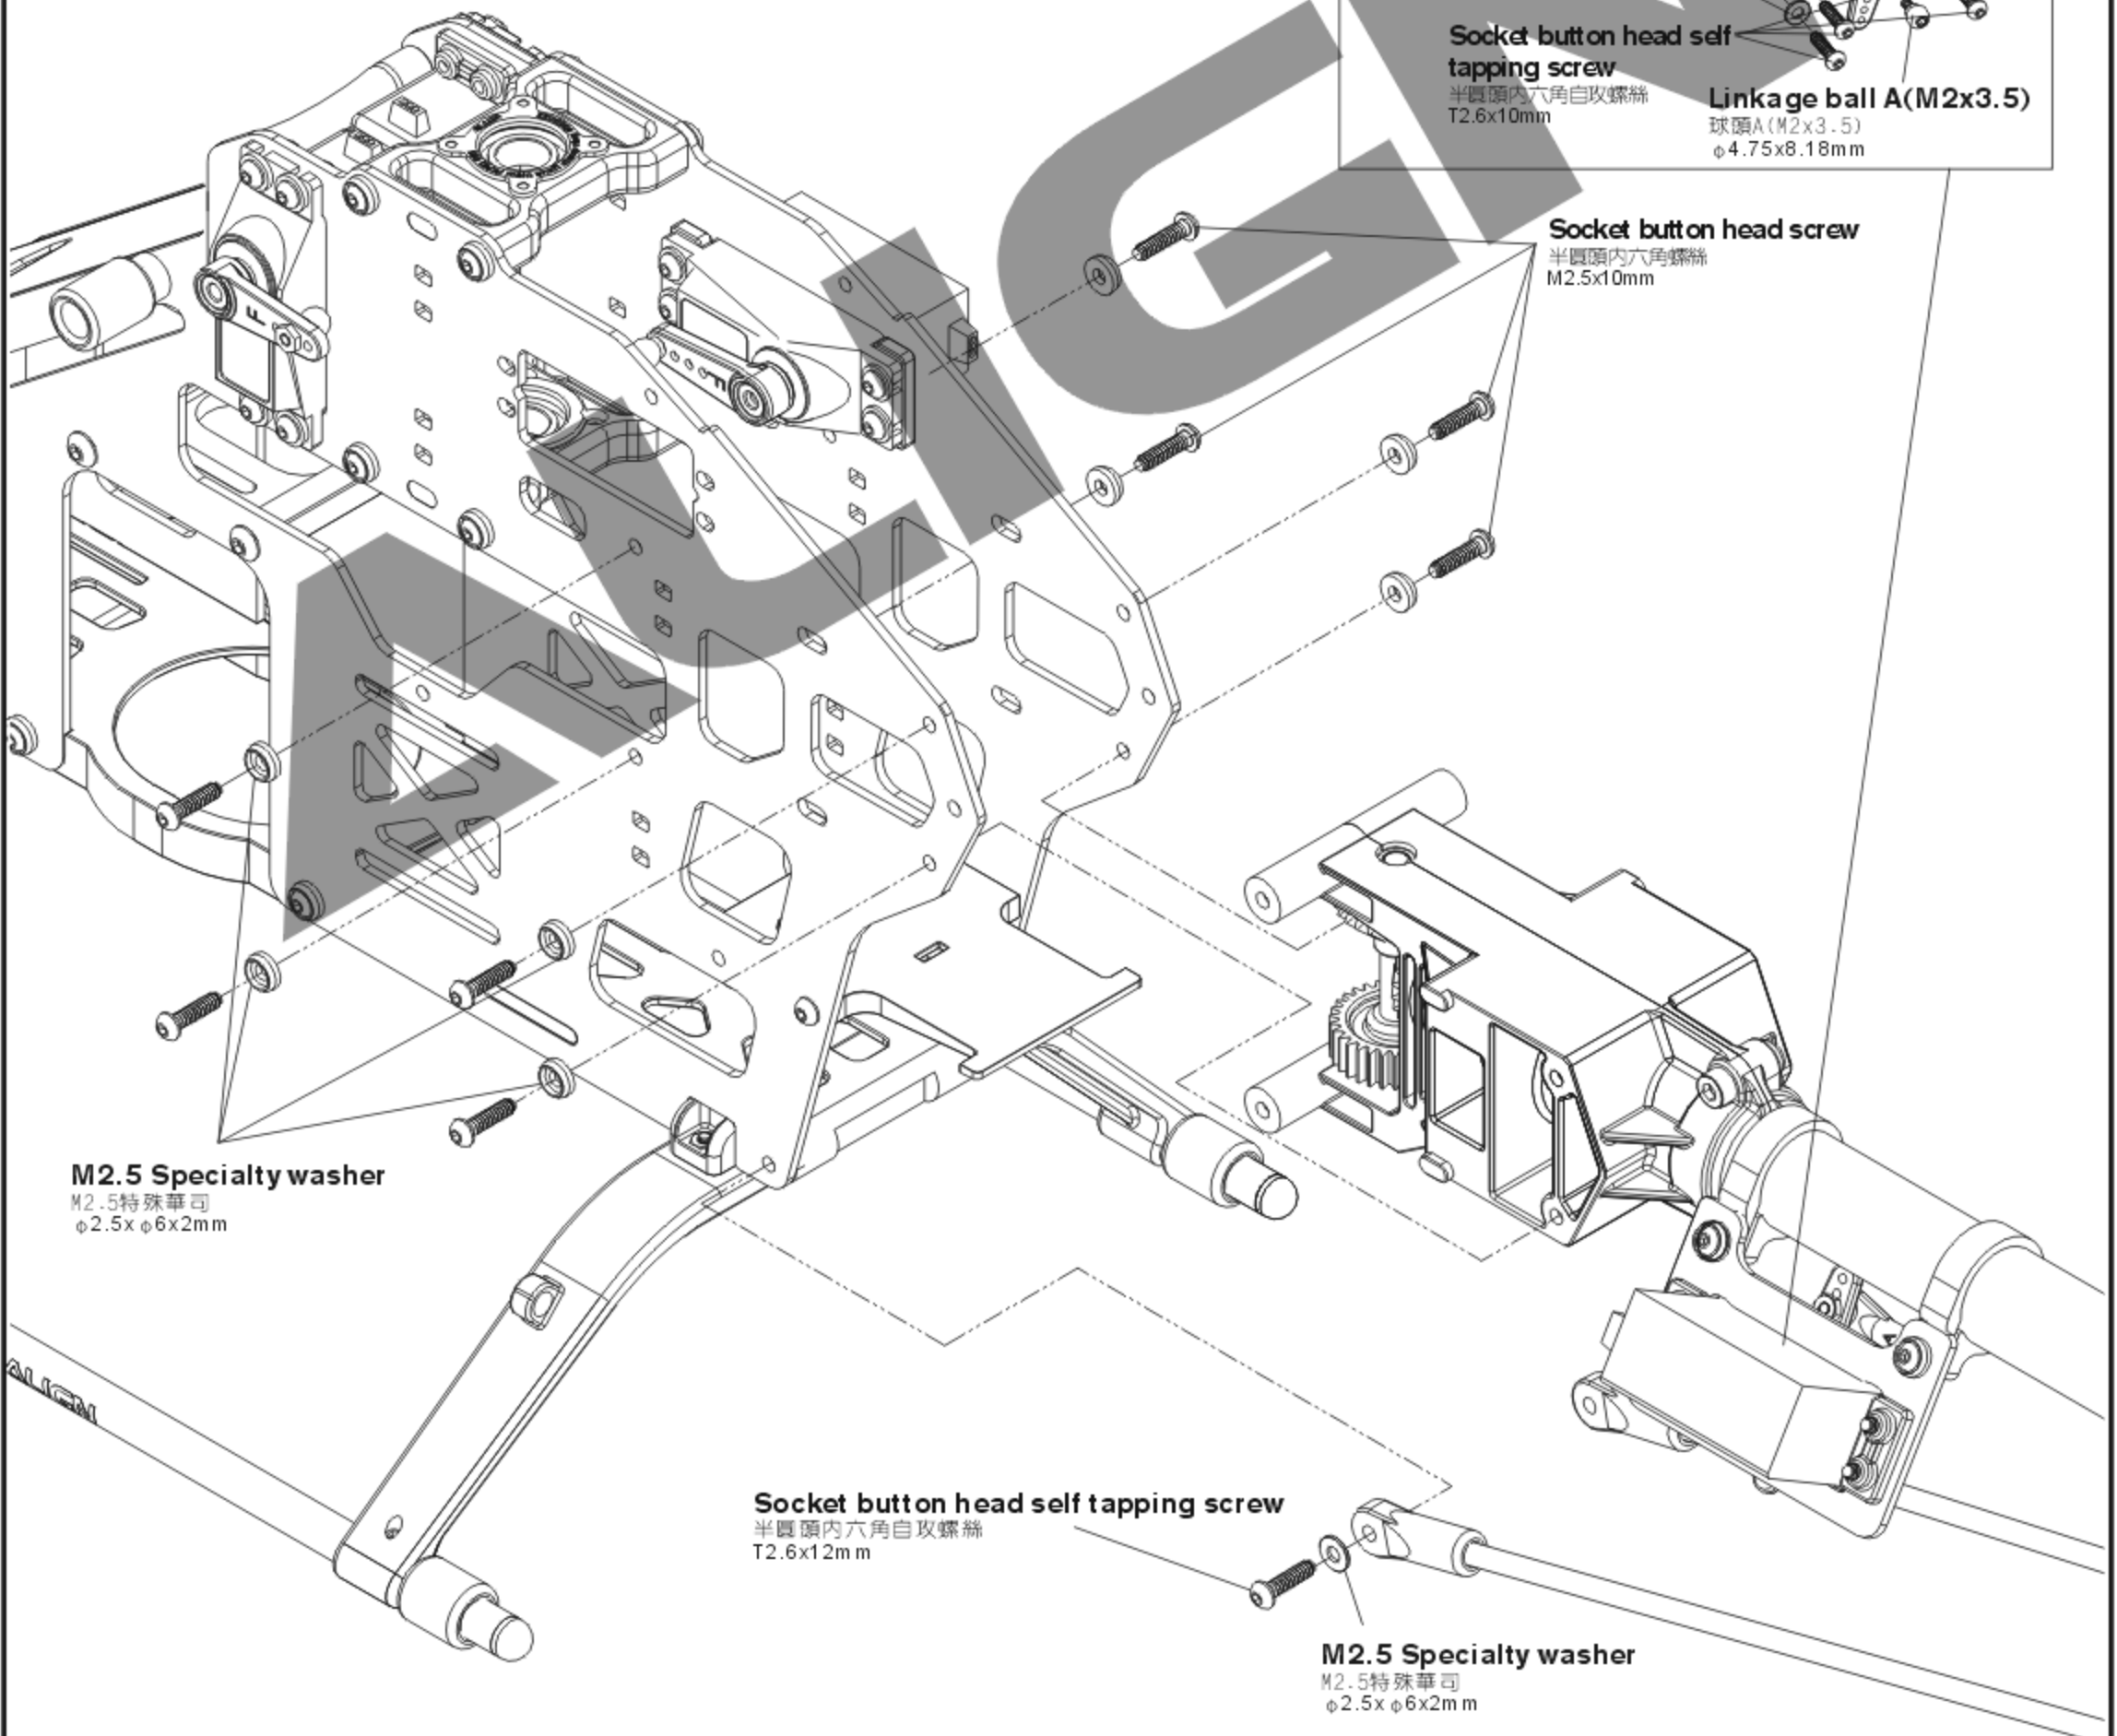 Socket button head self
tapping screw
半圓頭內六角自攻螺絲
T2.6x10mm
Linkage ball A(M2x3.5)
球頭A(M2x3.5)
ϕ4.75x8.18mm
Socket button head screw
半圓頭內六角螺絲
M2.5x10mm
ALIGN
M2.5 Specialty washer
M2.5特殊華司
ϕ2.5xϕ6x2mm
ALIGN
Socket button head self tapping screw
半圓頭內六角自攻螺絲
T2.6x12mm
M2.5 Specialty washer
M2.5特殊華司
ϕ2.5xϕ6x2mm